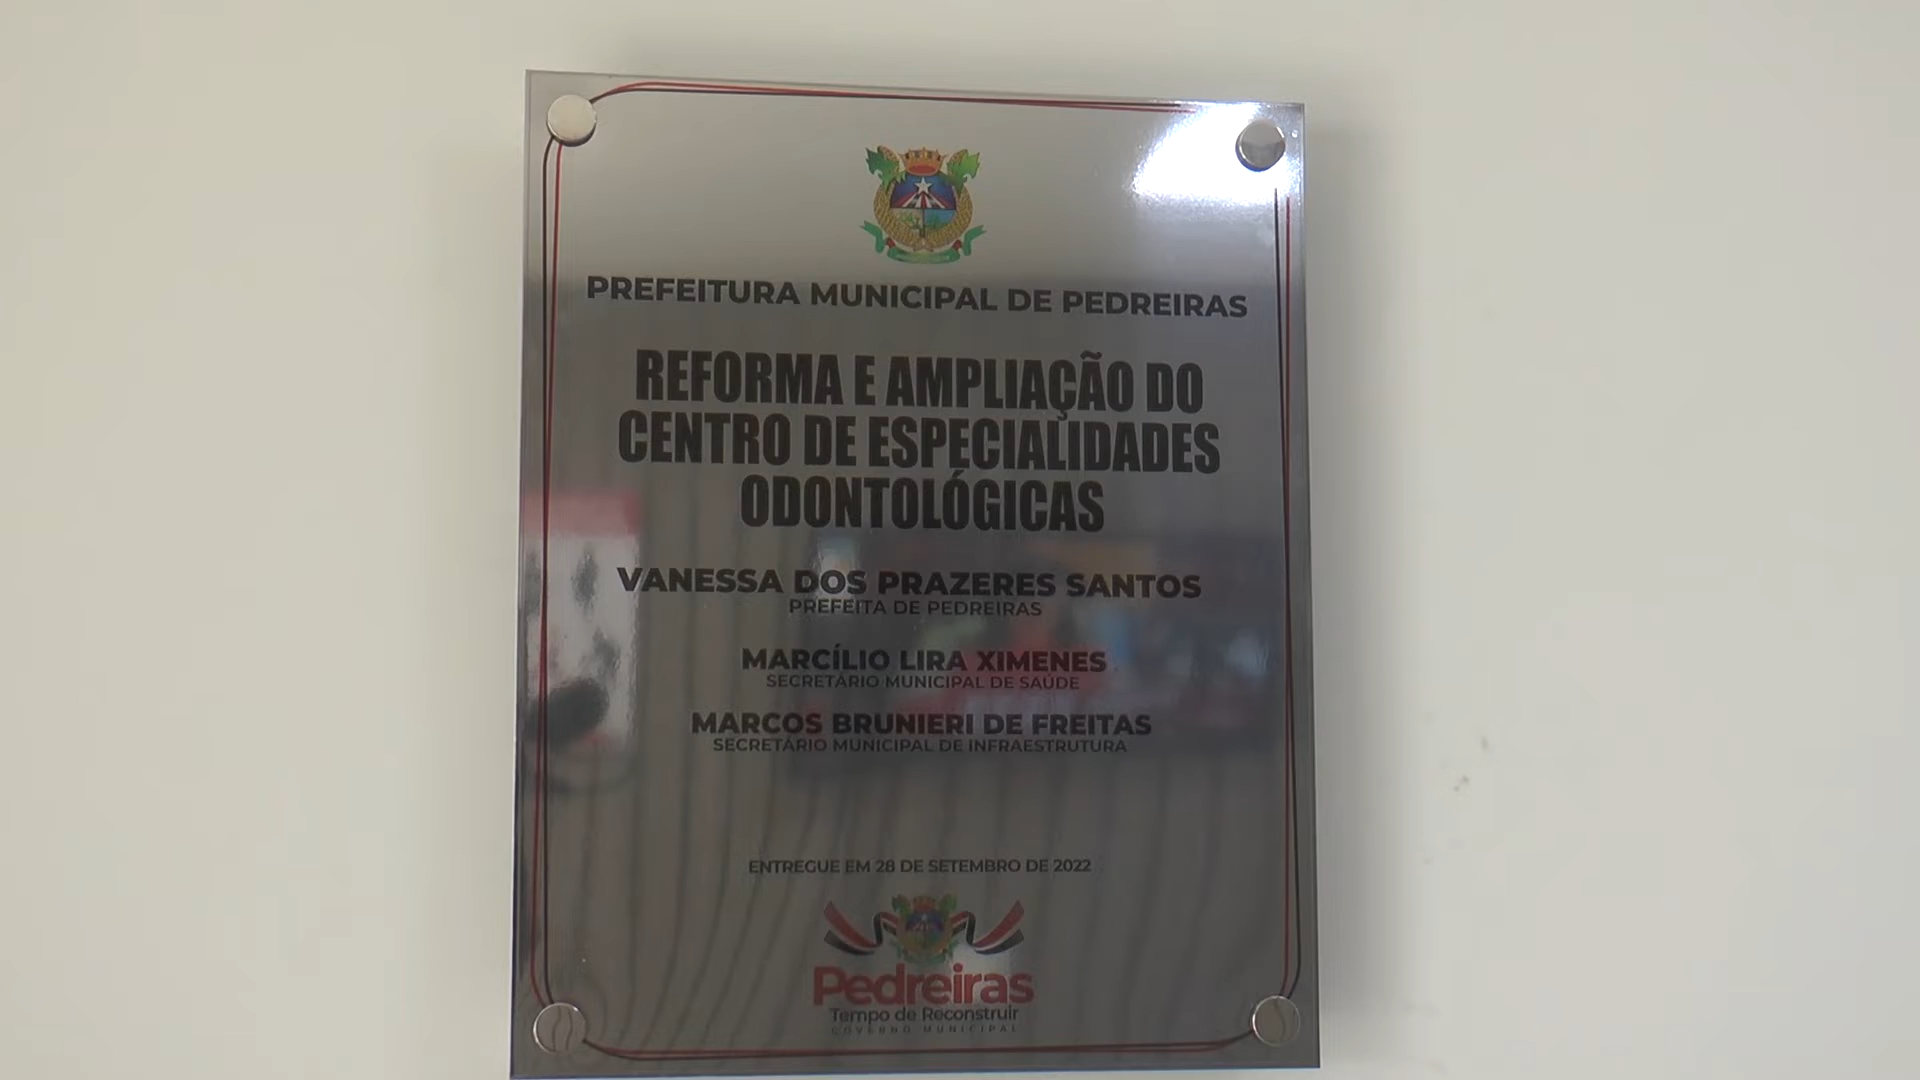 PREFEITURA MUNICIPAL DE PEDREIRAS
REFORMA E AMPLIAÇÃO DO
CENTRO DE ESPECIALIDADES
ODONTOLÓGICAS
VANESSA DOS PRAZERES SANTOS
PREFEITA DE PEDREIRAS
MARCÍLIO LIRA XIMENES
SECRETÁRIO MUNICIPAL DE SAÚDE
MARCOS BRUNIERI DE FREITAS
SECRETÁRIO MUNICIPAL DE INFRAESTRUTURA
ENTREGUE EM 28 DE SETEMBRO DE 2022
Pedreiras
Tempo de Reconstruir
GOVERNO MUNICIPAL